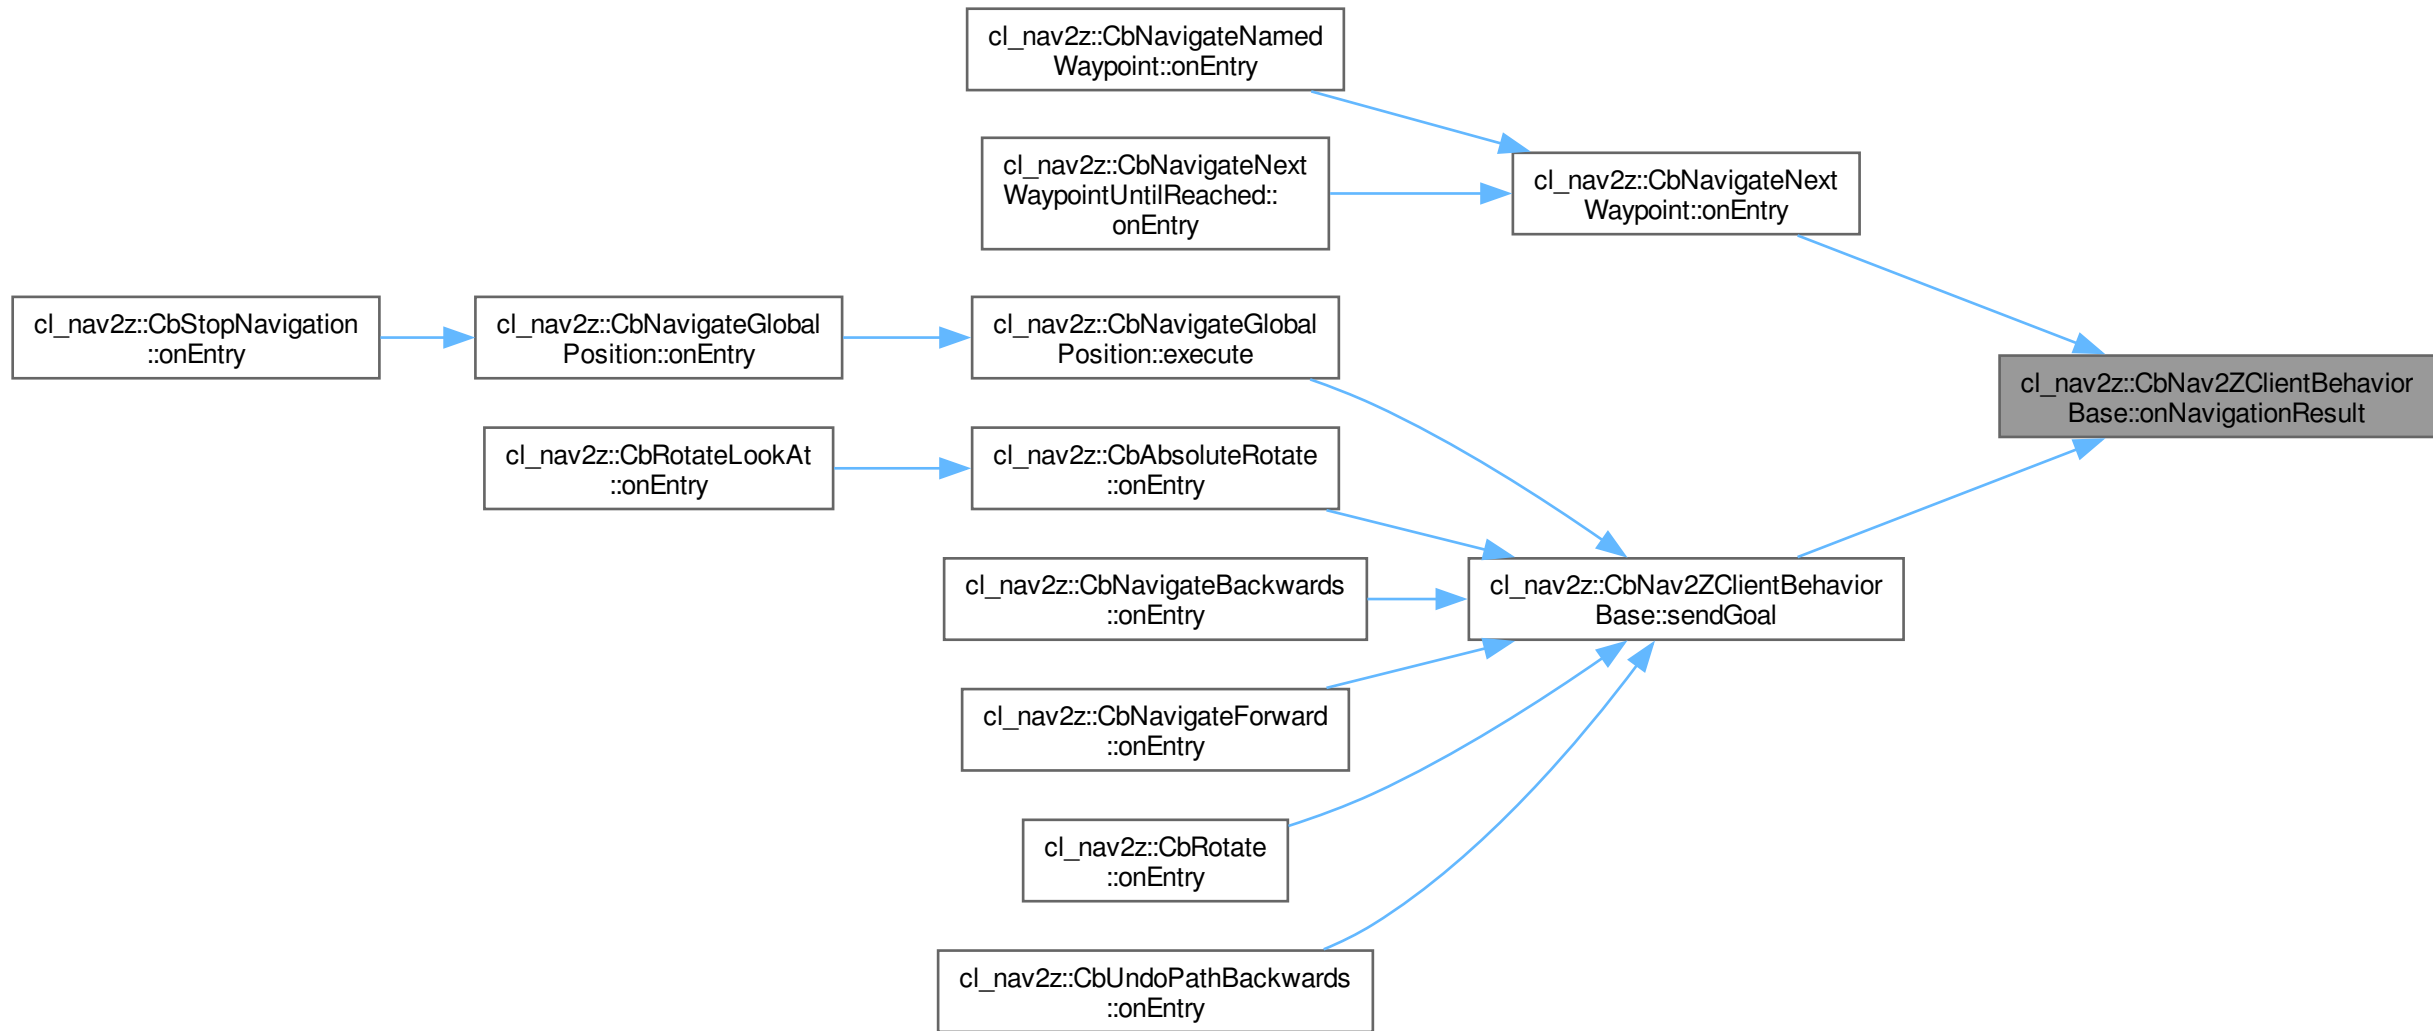 cl_nav2z::CbNavigateNamed
Waypoint::onEntry
cl_nav2z::CbNavigateNext
WaypointUntilReached::
onEntry
cl_nav2z::CbNavigateNext
Waypoint::onEntry
cl_nav2z::CbStopNavigation
::onEntry
cl_nav2z::CbNavigateGlobal
Position::onEntry
cl_nav2z::CbNavigateGlobal
Position::execute
cl_nav2z::CbNav2ZClientBehavior
Base::onNavigationResult
cl_nav2z::CbRotateLookAt
::onEntry
cl_nav2z::CbAbsoluteRotate
::onEntry
cl_nav2z::CbNavigateBackwards
::onEntry
cl_nav2z::CbNav2ZClientBehavior
Base::sendGoal
cl_nav2z::CbNavigateForward
::onEntry
cl_nav2z::CbRotate
::onEntry
cl_nav2z::CbUndoPathBackwards
::onEntry